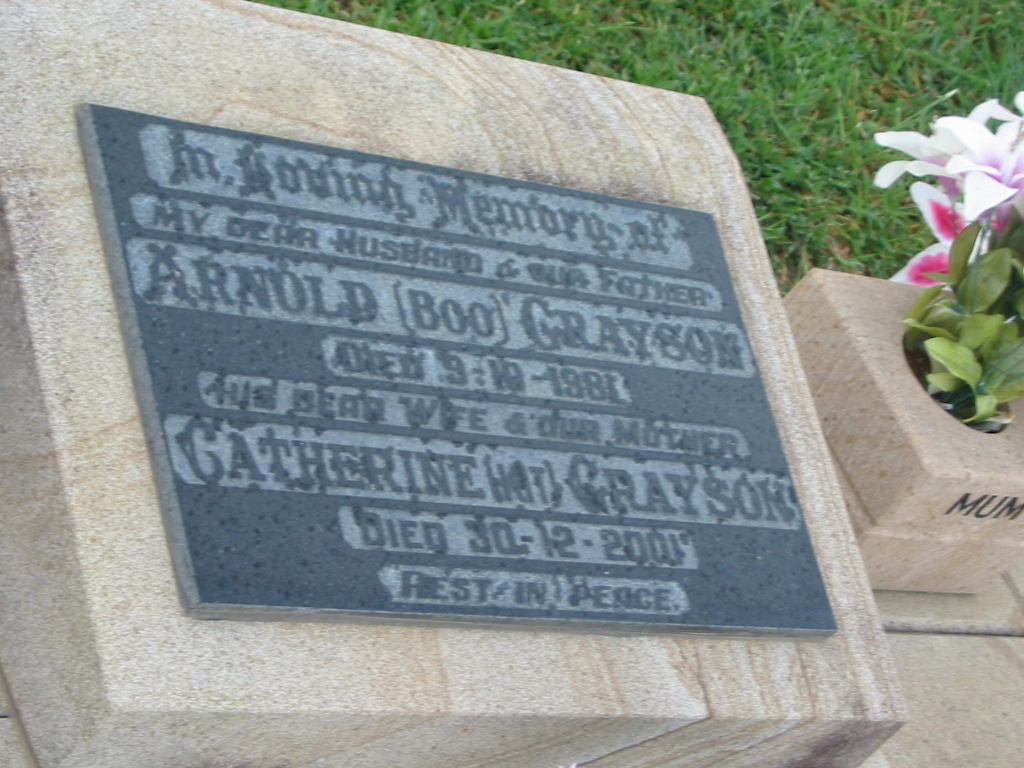 In Loving Memory of
MY DEAR HUSBAND & OUR FATHER
ARNOLD (BOO) GRAYSON
DIED 9-10-1981.
HIS DEAR WIFE & OUR MOTHER
CATHERINE GRAYSON
DIED 30-12-2001
REST IN PEACE.
MUM